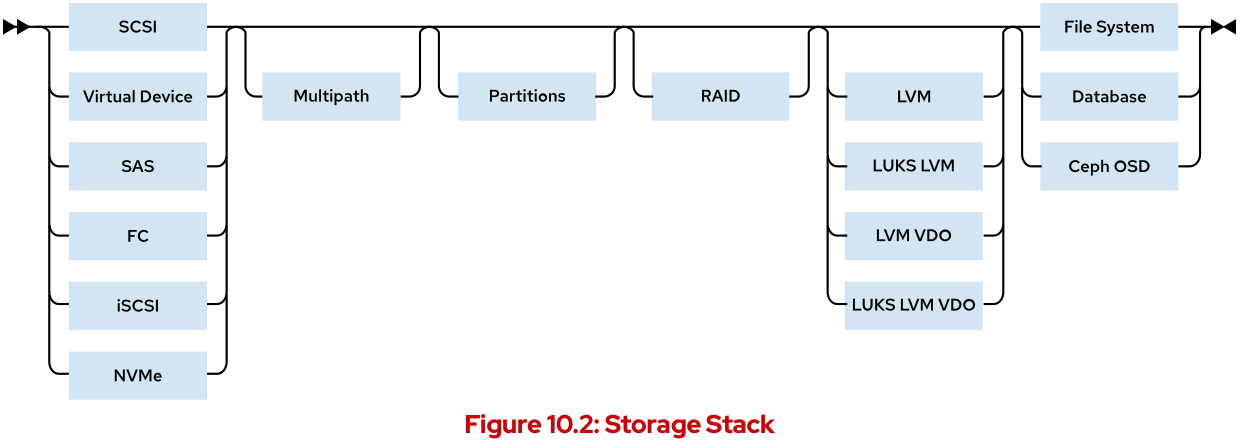 SCSI
File System
Virtual Device
Multipath
Partitions
RAID
LVM
Database
SAS
LUKS LVM
Ceph OSD
FC
LVM VDO
iSCSI
LUKS LVM VDO
NVMe
Figure 10.2: Storage Stack